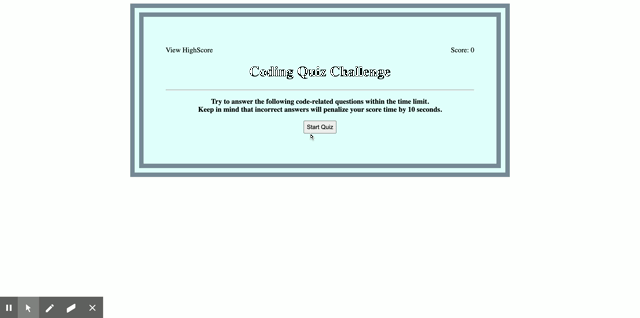 View HighScore
Score: 0
Coding Quiz Challenge
Try to answer the following code-related questions within the time limit.
Keep in mind that incorrect answers will penalize your score time by 10 seconds.
Start Quiz